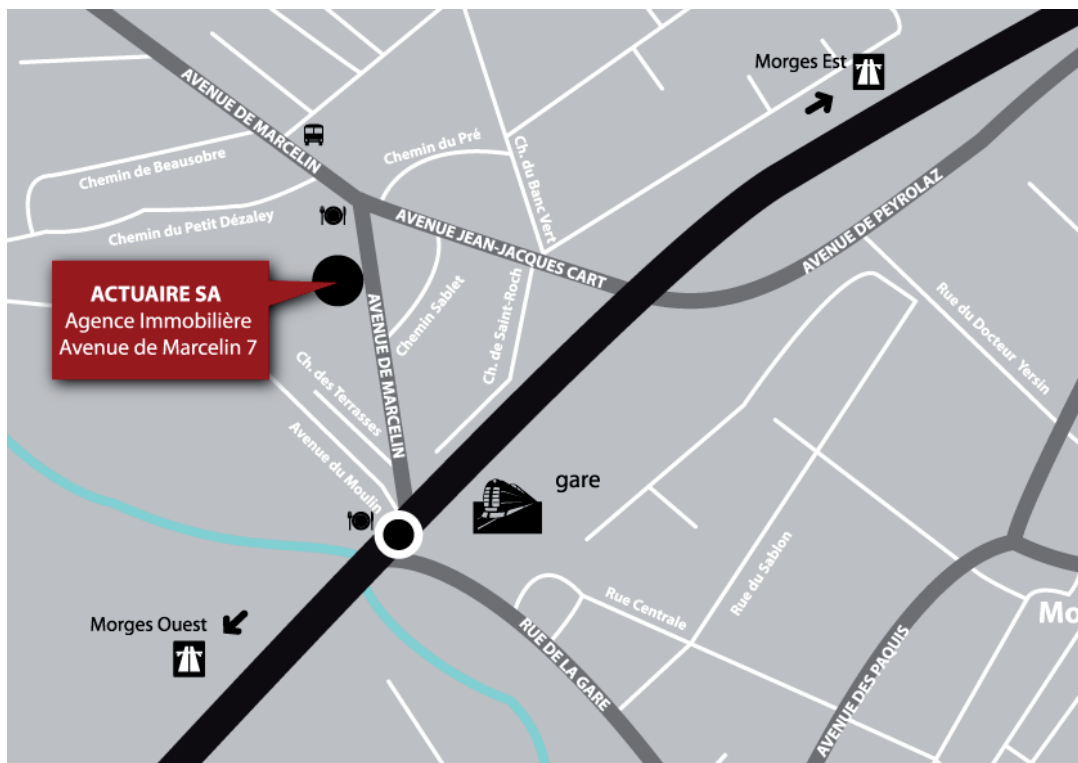 Morges Est
AVENUE DE MARCELIN
Chemin de Beausobre
Chemin du Pré
Ch. du Banc Vert
Chemin du Petit Dézaley
AVENUE JEAN-JACQUES CART
AVENUE DE PEYROLAZ
ACTUAIRE SA
Agence Immobilière
Avenue de Marcelin 7
AVENUE DE MARCELIN
Chemin Sablet
Ch. de Saint-Roch
Rue du Docteur Yersin
Ch. des Terrasses
Avenue du Moulin
gare
Rue du Sablon
Rue Centrale
Morges Ouest
RUE DE LA GARE
AVENUE DES PAQUIS
Mo